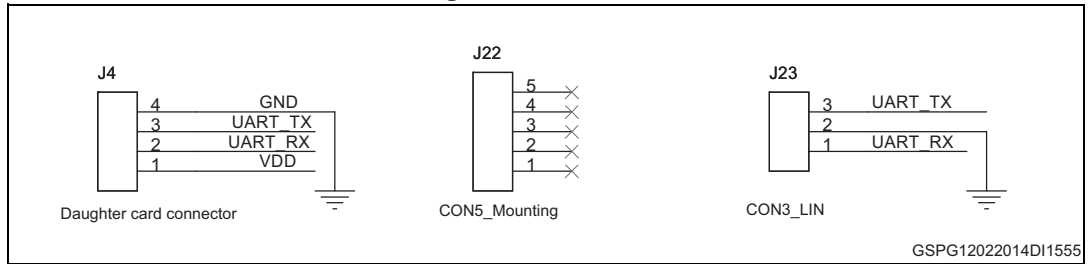 J4
4 GND
3 UART_TX
2 UART_RX
1 VDD
Daughter card connector
J22
5
4
3
2
1
CON5_Mounting
J23
3 UART_TX
2
1 UART_RX
CON3_LIN
GSPG12022014DI1555